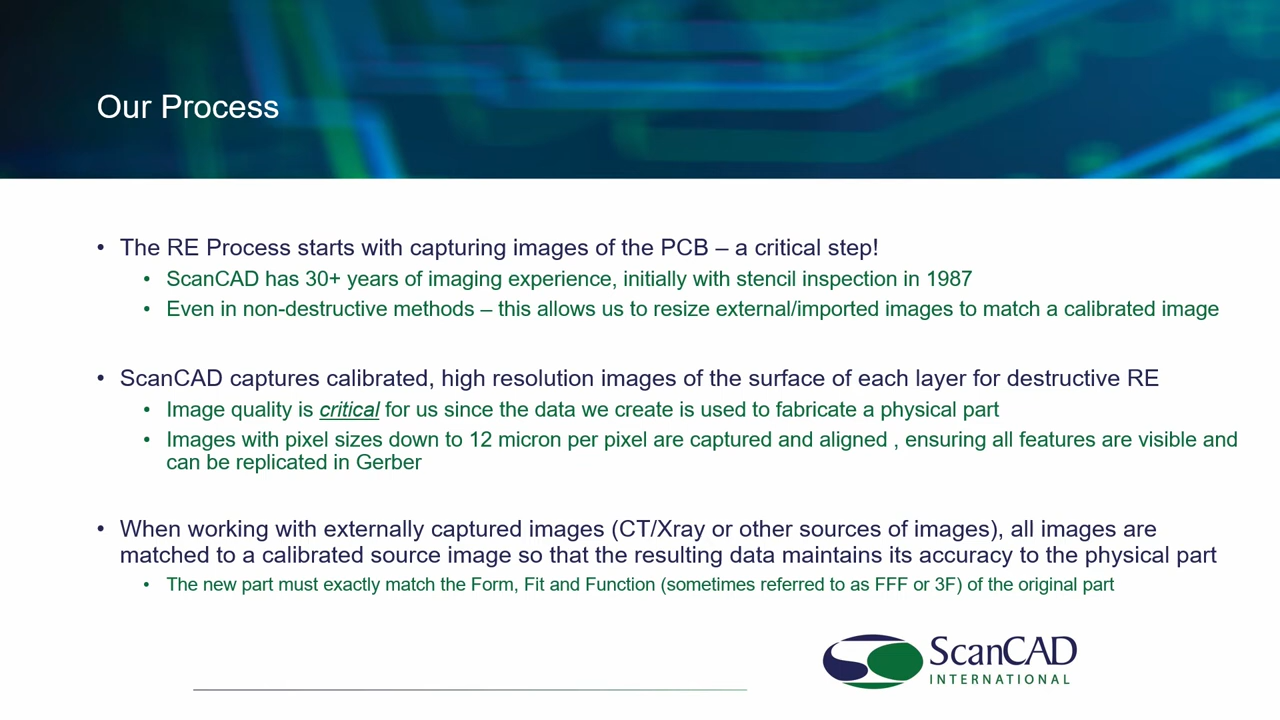 Our Process
• The RE Process starts with capturing images of the PCB – a critical step!
• ScanCAD has 30+ years of imaging experience, initially with stencil inspection in 1987
• Even in non-destructive methods – this allows us to resize external/imported images to match a calibrated image
• ScanCAD captures calibrated, high resolution images of the surface of each layer for destructive RE
• Image quality is critical for us since the data we create is used to fabricate a physical part
• Images with pixel sizes down to 12 micron per pixel are captured and aligned , ensuring all features are visible and
can be replicated in Gerber
• When working with externally captured images (CT/Xray or other sources of images), all images are
matched to a calibrated source image so that the resulting data maintains its accuracy to the physical part
• The new part must exactly match the Form, Fit and Function (sometimes referred to as FFF or 3F) of the original part
ScanCAD
INTERNATIONAL